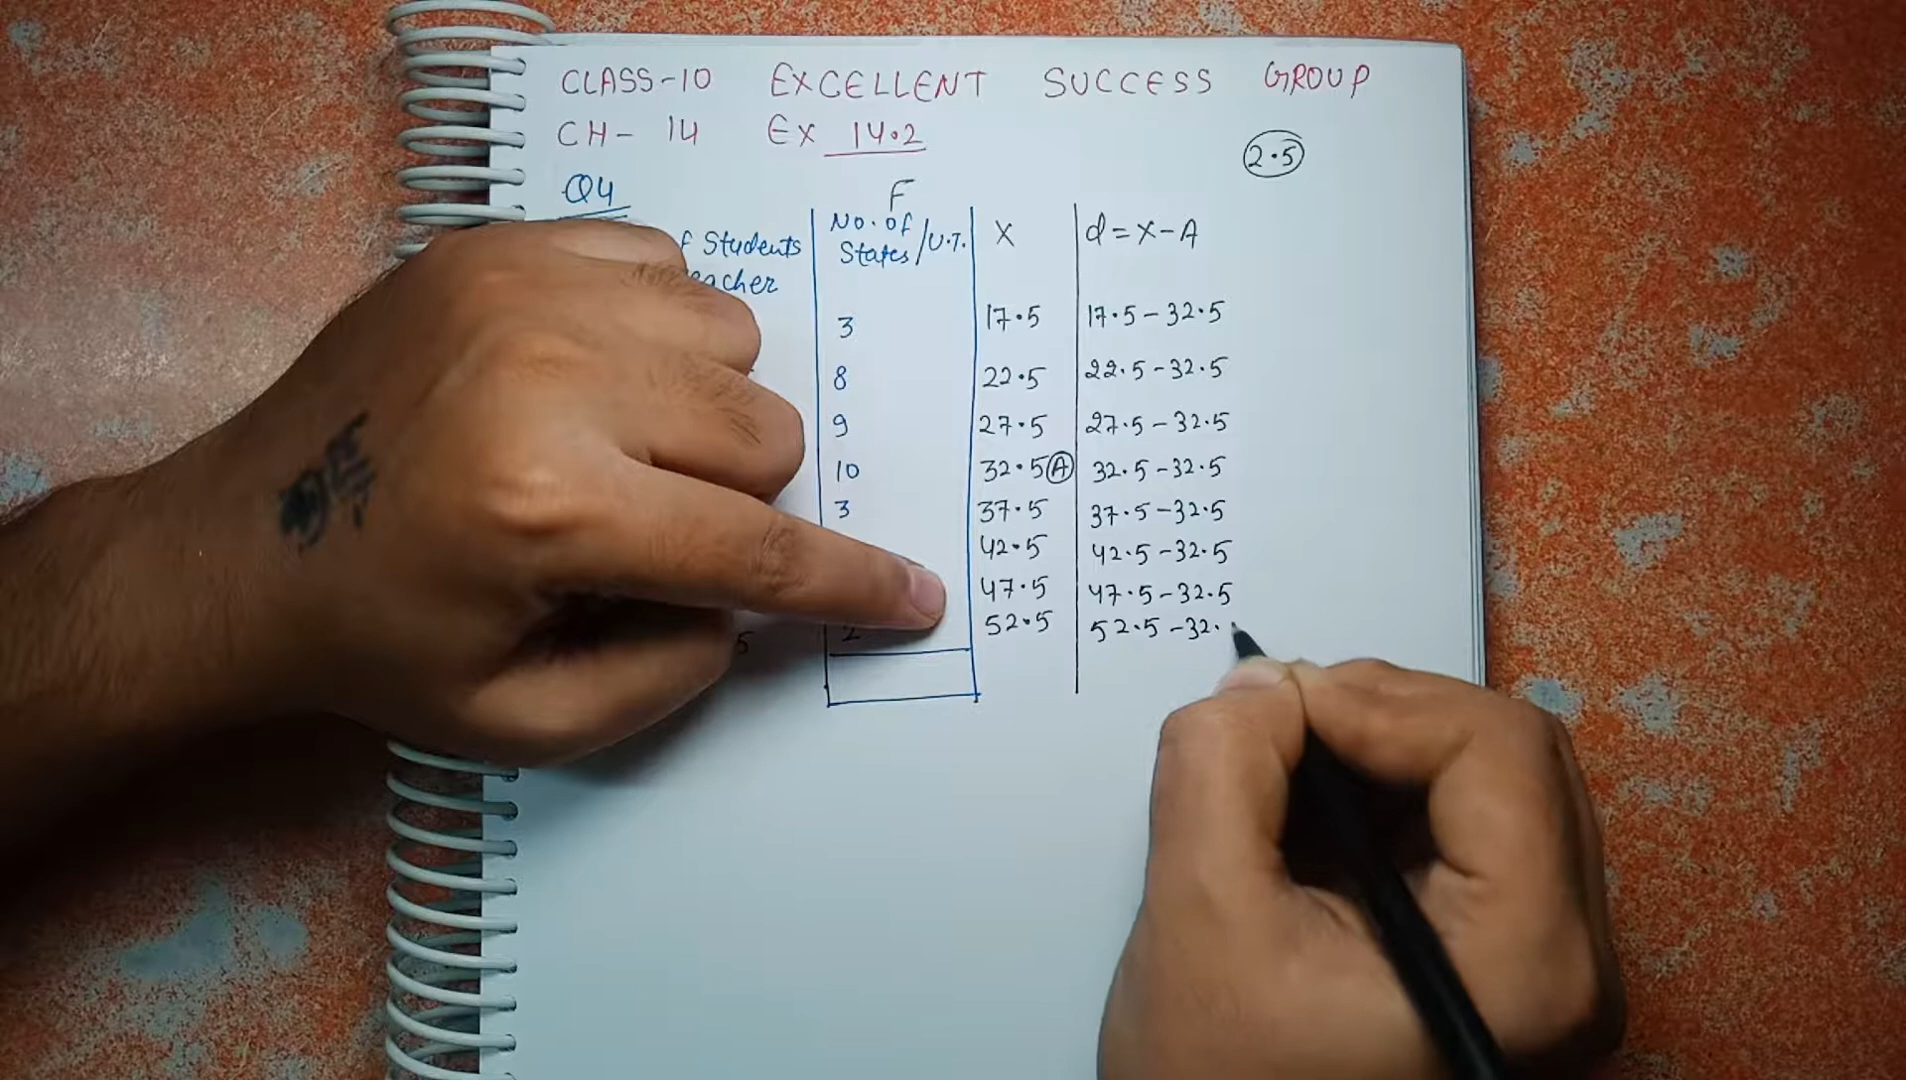 CLASS-10 EXCELLENT SUCCESS GROUP
CH- 14 EX 14.2
2.5
Q4
F
f Students No. of States/U.T. X d=X-A
acher
3 17.5 17.5-32.5
8 22.5 22.5-32.5
9 27.5 27.5-32.5
10 32.5 A 32.5-32.5
3 37.5 37.5-32.5
42.5 42.5-32.5
47.5 47.5-32.5
5 2 52.5 52.5-32.